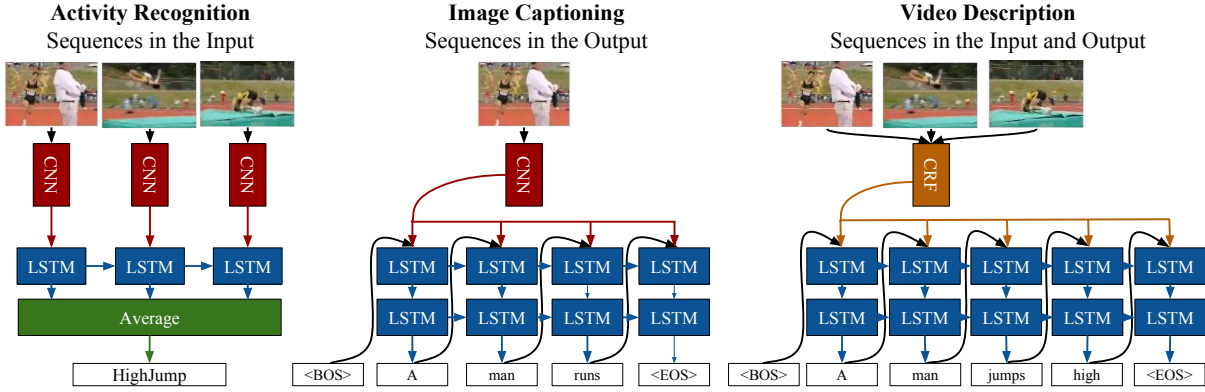 Activity Recognition
Sequences in the Input
CNN
CNN
CNN
LSTM
LSTM
LSTM
Average
HighJump
Image Captioning
Sequences in the Output
CNN
LSTM
LSTM
LSTM
LSTM
LSTM
LSTM
LSTM
LSTM
<BOS>
A
man
runs
<EOS>
Video Description
Sequences in the Input and Output
CRF
LSTM
LSTM
LSTM
LSTM
LSTM
LSTM
LSTM
LSTM
LSTM
LSTM
<BOS>
A
man
jumps
high
<EOS>